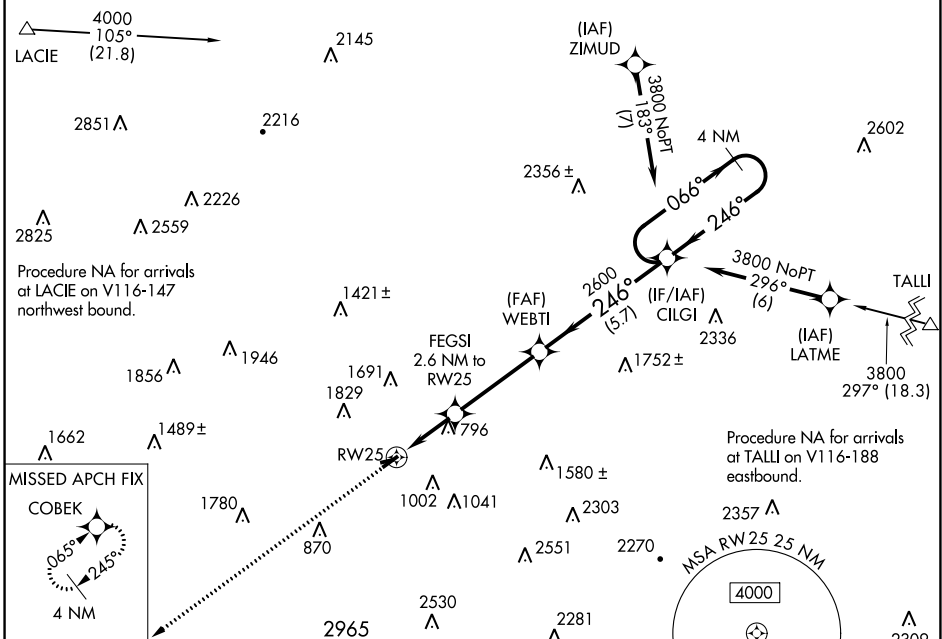 4000
105°
(21.8)
LACIE
2145
(IAF)
ZIMUD
3800 NoPT
183°
(7)
2851
2216
4 NM
2602
2356 ±
066°
246°
2226
2825
2559
Procedure NA for arrivals
at LACIE on V116-147
northwest bound.
3800 NoPT
296°
(6)
TALLI
2600
246°
(5.7)
(IF/IAF)
CILGI
(FAF)
WEBTI
1421 ±
2336
(IAF)
LATME
FEGSI
2.6 NM to
RW25
1946
1856
1691
1752 ±
3800
297° (18.3)
1829
796
1662
1489 ±
RW25
Procedure NA for arrivals
at TALLI on V116-188
eastbound.
MISSED APCH FIX
COBEK
065°
245°
4 NM
1580 ±
1002
1041
1780
870
2303
2357
2551
2270
MSA RW25 25 NM
4000
2530
2965
2281